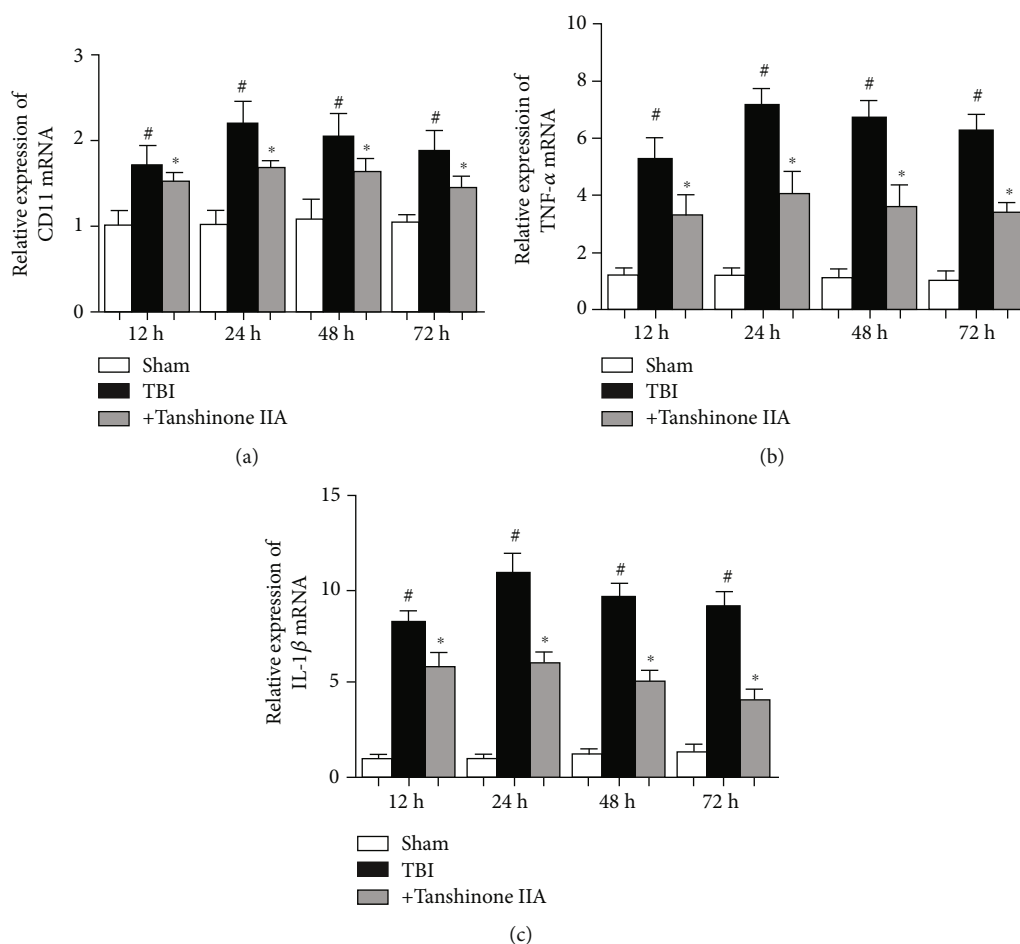 Relative expression of
CD11 mRNA
3
2
1
0
#
*
#
*
#
*
#
*
12 h
24 h
48 h
72 h
Sham
TBI
+Tanshinone IIA
(a)
Relative expressioin of
TNF-α mRNA
10
8
6
4
2
0
#
*
#
*
#
*
#
*
12 h
24 h
48 h
72 h
Sham
TBI
+Tanshinone IIA
(b)
Relative expression of
IL-1β mRNA
15
10
5
0
#
*
#
*
#
*
#
*
12 h
24 h
48 h
72 h
Sham
TBI
+Tanshinone IIA
(c)